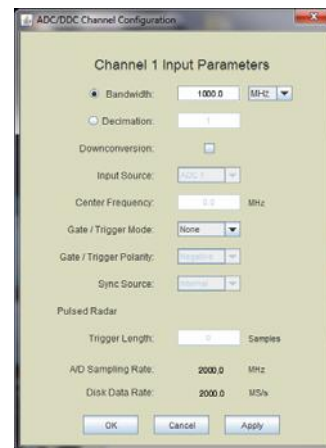 ADC/DDC Channel Configuration
Channel 1 Input Parameters
Bandwidth: 1000.0 MHz
Decimation: 1
Downconversion:
Input Source: ADC 1
Center Frequency: 0.0 MHz
Gate / Trigger Mode: None
Gate / Trigger Polarity: Negative
Sync Source: Internal
Pulsed Radar
Trigger Length: 0 Samples
A/D Sampling Rate: 2000.0 MHz
Disk Data Rate: 2000.0 MS/s
OK Cancel Apply